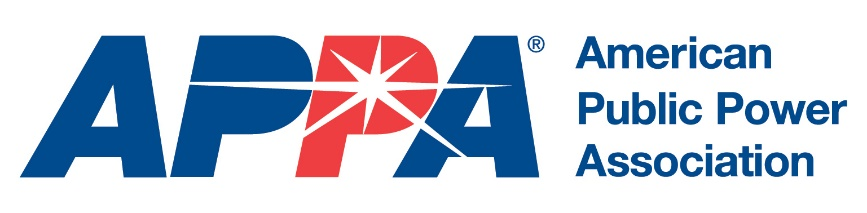 APPA®
American
Public Power
Association